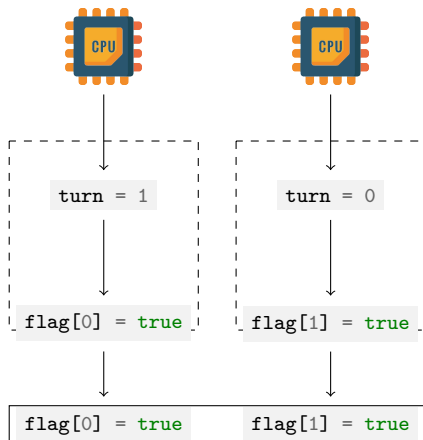 CPU CPU
turn = 1 turn = 0
flag[0] = true flag[1] = true
flag[0] = true flag[1] = true